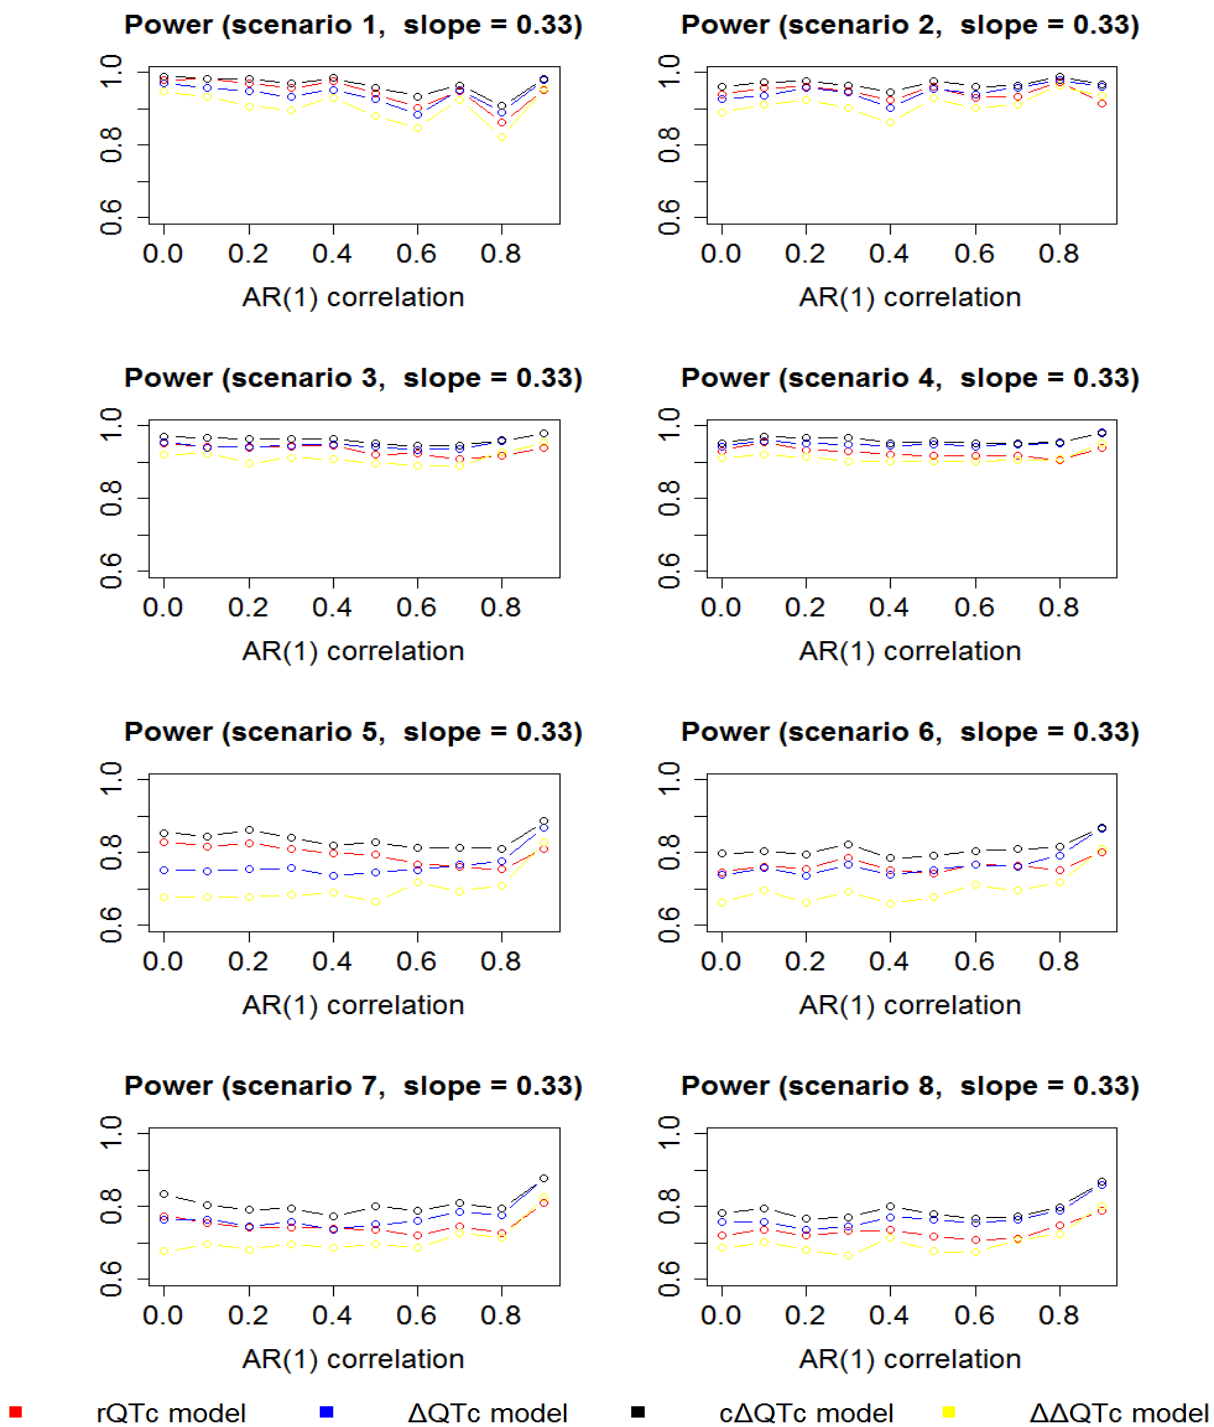 Power (scenario 1, slope = 0.33)
Power (scenario 2, slope = 0.33)
1.0
0.8
0.6
0.0 0.2 0.4 0.6 0.8
AR(1) correlation
1.0
0.8
0.6
0.0 0.2 0.4 0.6 0.8
AR(1) correlation
Power (scenario 3, slope = 0.33)
Power (scenario 4, slope = 0.33)
1.0
0.8
0.6
0.0 0.2 0.4 0.6 0.8
AR(1) correlation
1.0
0.8
0.6
0.0 0.2 0.4 0.6 0.8
AR(1) correlation
Power (scenario 5, slope = 0.33)
Power (scenario 6, slope = 0.33)
1.0
0.8
0.6
0.0 0.2 0.4 0.6 0.8
AR(1) correlation
1.0
0.8
0.6
0.0 0.2 0.4 0.6 0.8
AR(1) correlation
Power (scenario 7, slope = 0.33)
Power (scenario 8, slope = 0.33)
1.0
0.8
0.6
0.0 0.2 0.4 0.6 0.8
AR(1) correlation
1.0
0.8
0.6
0.0 0.2 0.4 0.6 0.8
AR(1) correlation
rQTc model ΔQTc model cΔQTc model ΔΔQTc model